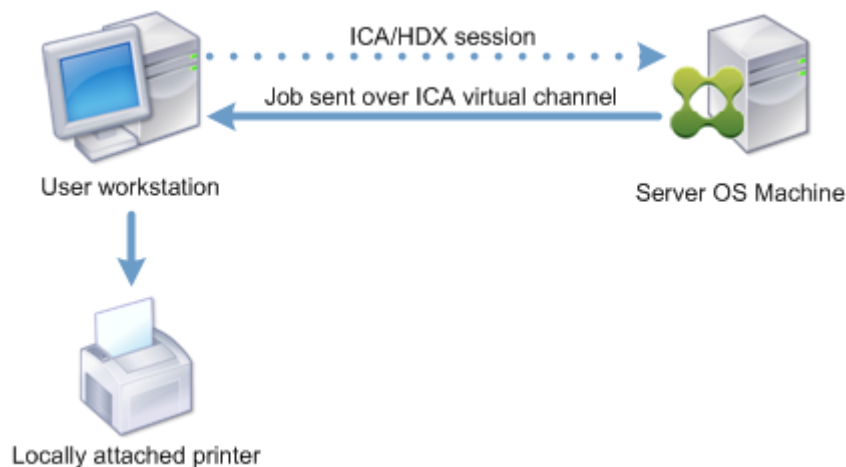 ICA/HDX session
Job sent over ICA virtual channel
User workstation
Server OS Machine
Locally attached printer